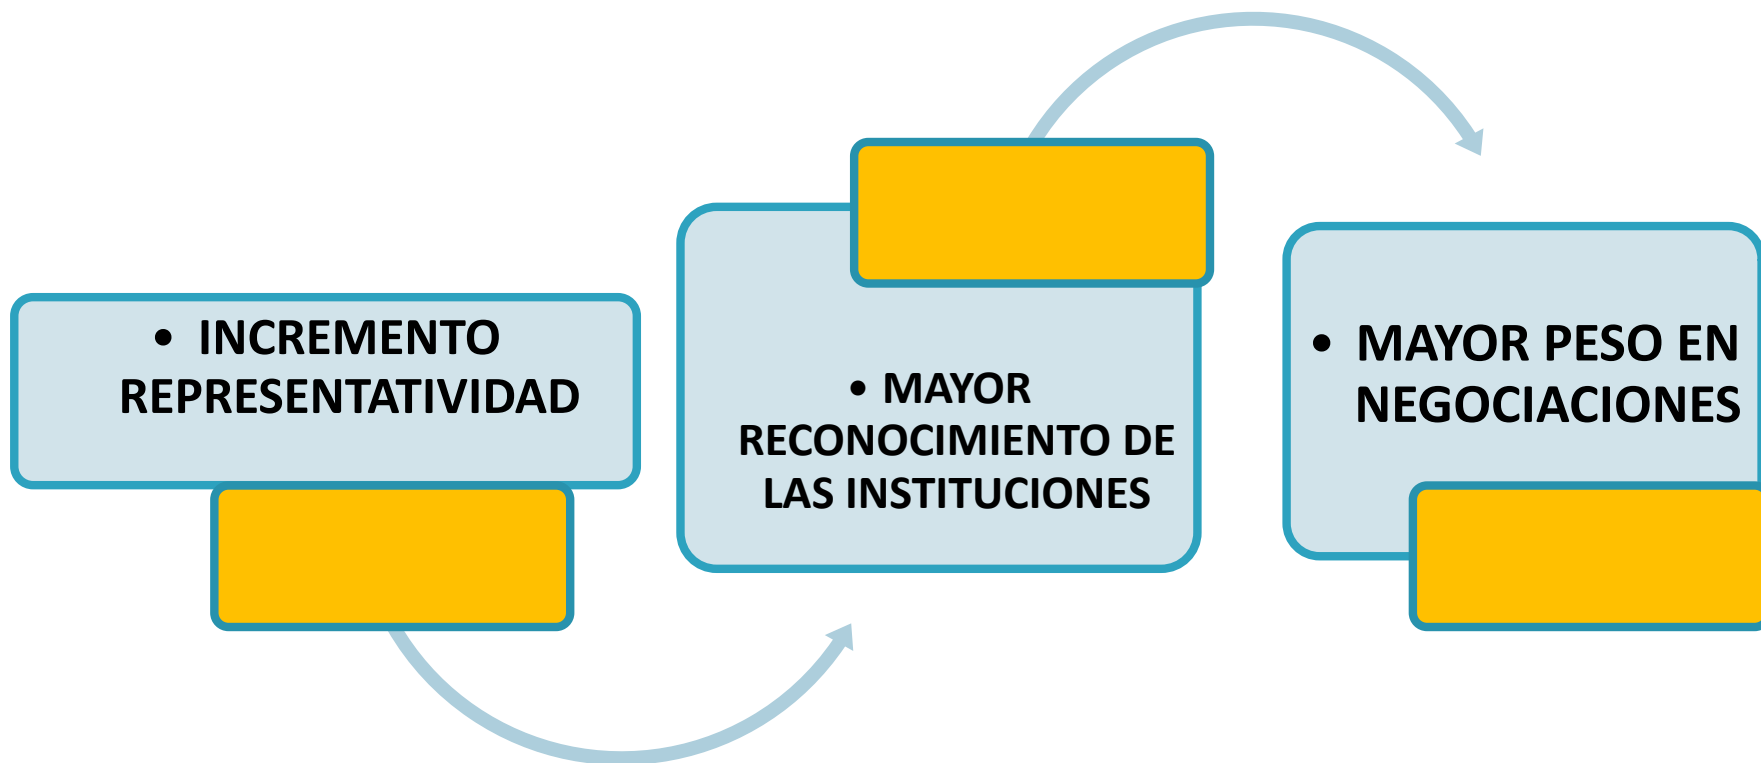 • INCREMENTO
REPRESENTATIVIDAD
• MAYOR
RECONOCIMIENTO DE
LAS INSTITUCIONES
• MAYOR PESO EN
NEGOCIACIONES